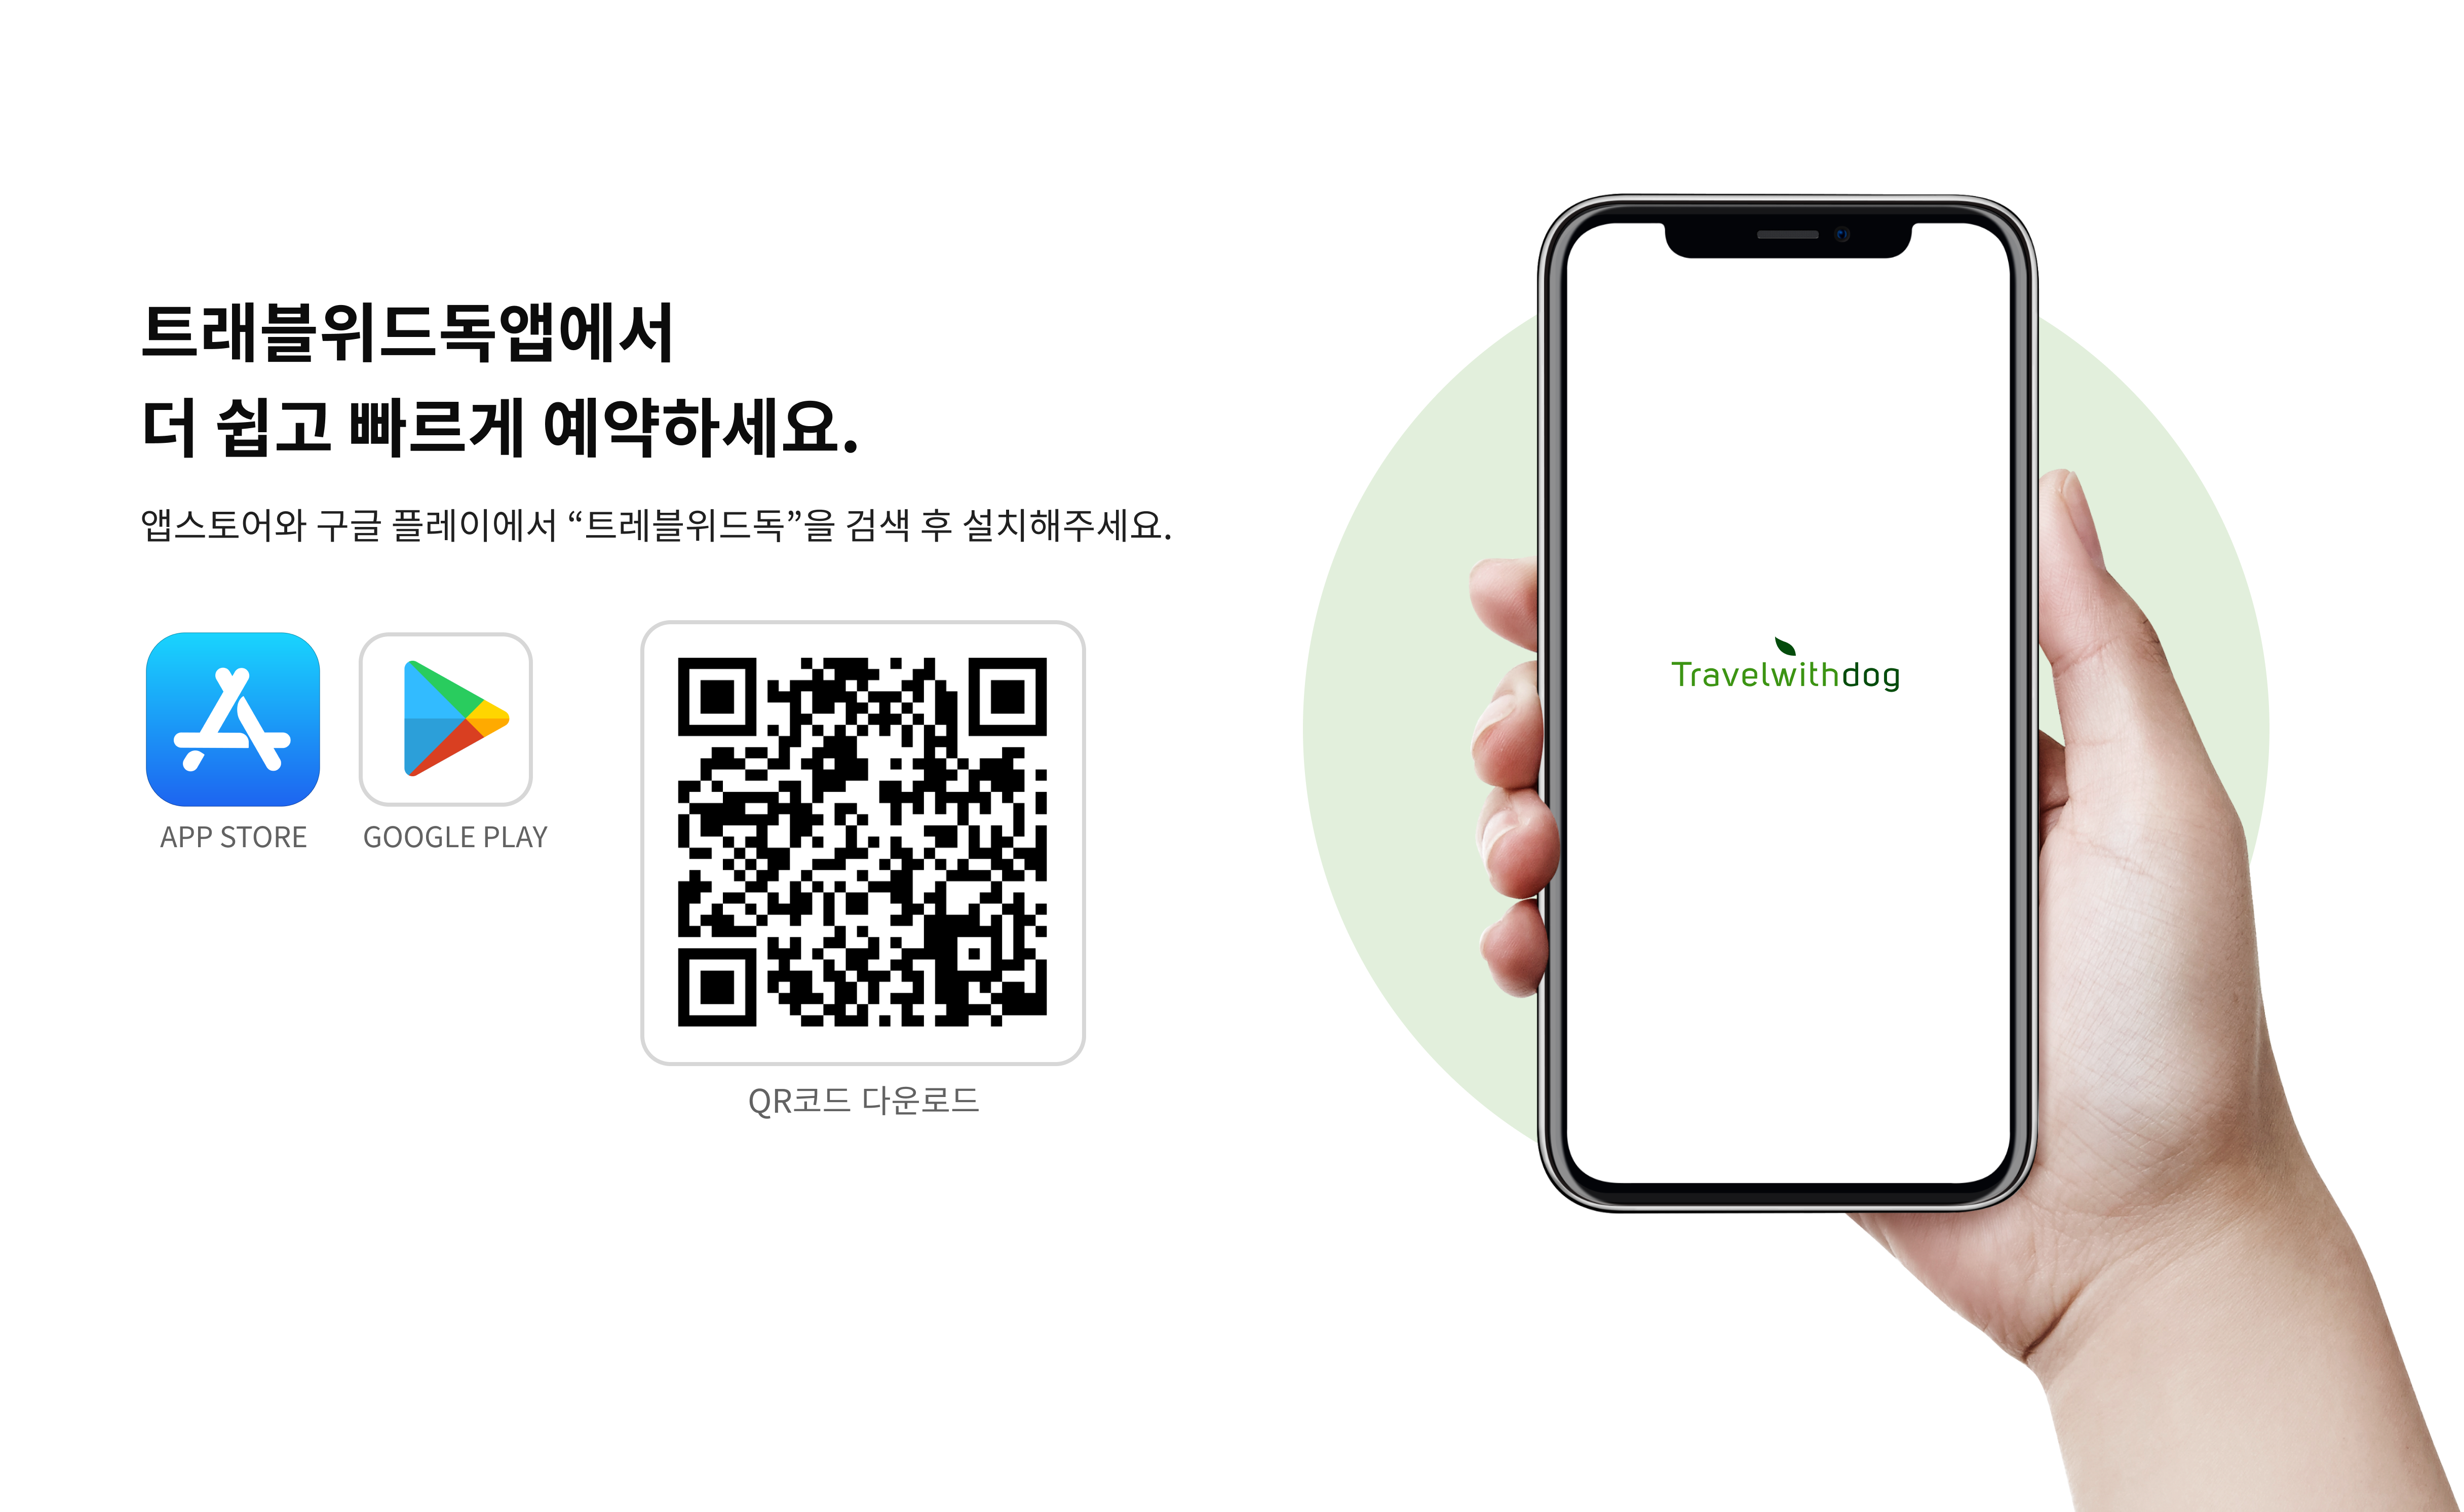 트래블위드독앱에서
더 쉽고 빠르게 예약하세요.
앱스토어와 구글 플레이에서 “트레블위드독”을 검색 후 설치해주세요.
APP STORE
GOOGLE PLAY
QR코드 다운로드
Travelwithdog